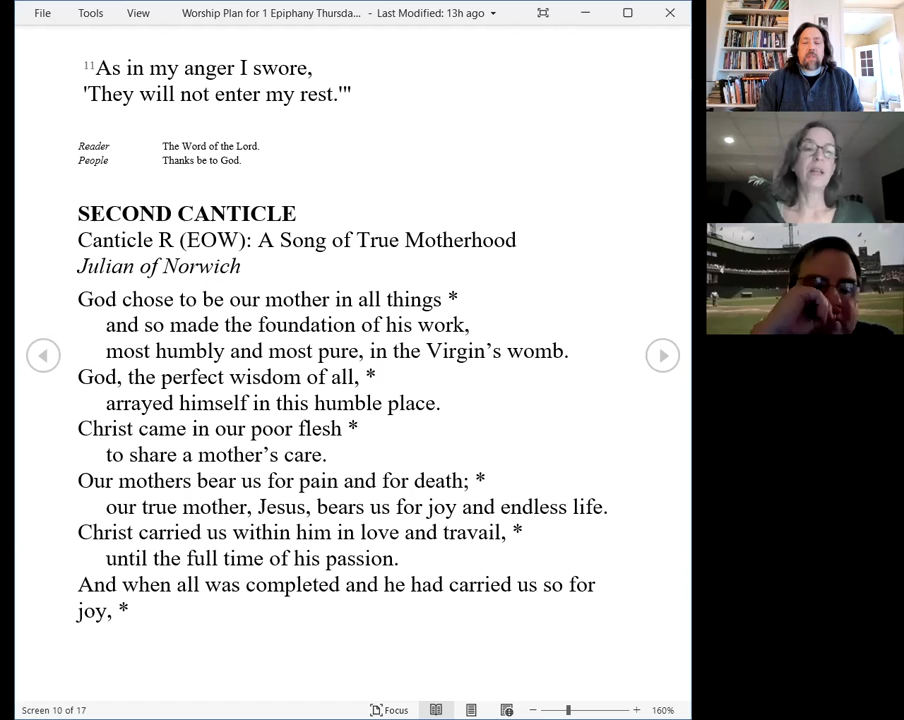 File Tools View Worship Plan for 1 Epiphany Thursda... - Last Modified: 13h ago
11As in my anger I swore,
'They will not enter my rest.'"
Reader The Word of the Lord.
People Thanks be to God.
SECOND CANTICLE
Canticle R (EOW): A Song of True Motherhood
Julian of Norwich
God chose to be our mother in all things *
and so made the foundation of his work,
most humbly and most pure, in the Virgin’s womb.
God, the perfect wisdom of all, *
arrayed himself in this humble place.
Christ came in our poor flesh *
to share a mother’s care.
Our mothers bear us for pain and for death; *
our true mother, Jesus, bears us for joy and endless life.
Christ carried us within him in love and travail, *
until the full time of his passion.
And when all was completed and he had carried us so for
joy, *
Screen 10 of 17 Focus 160%